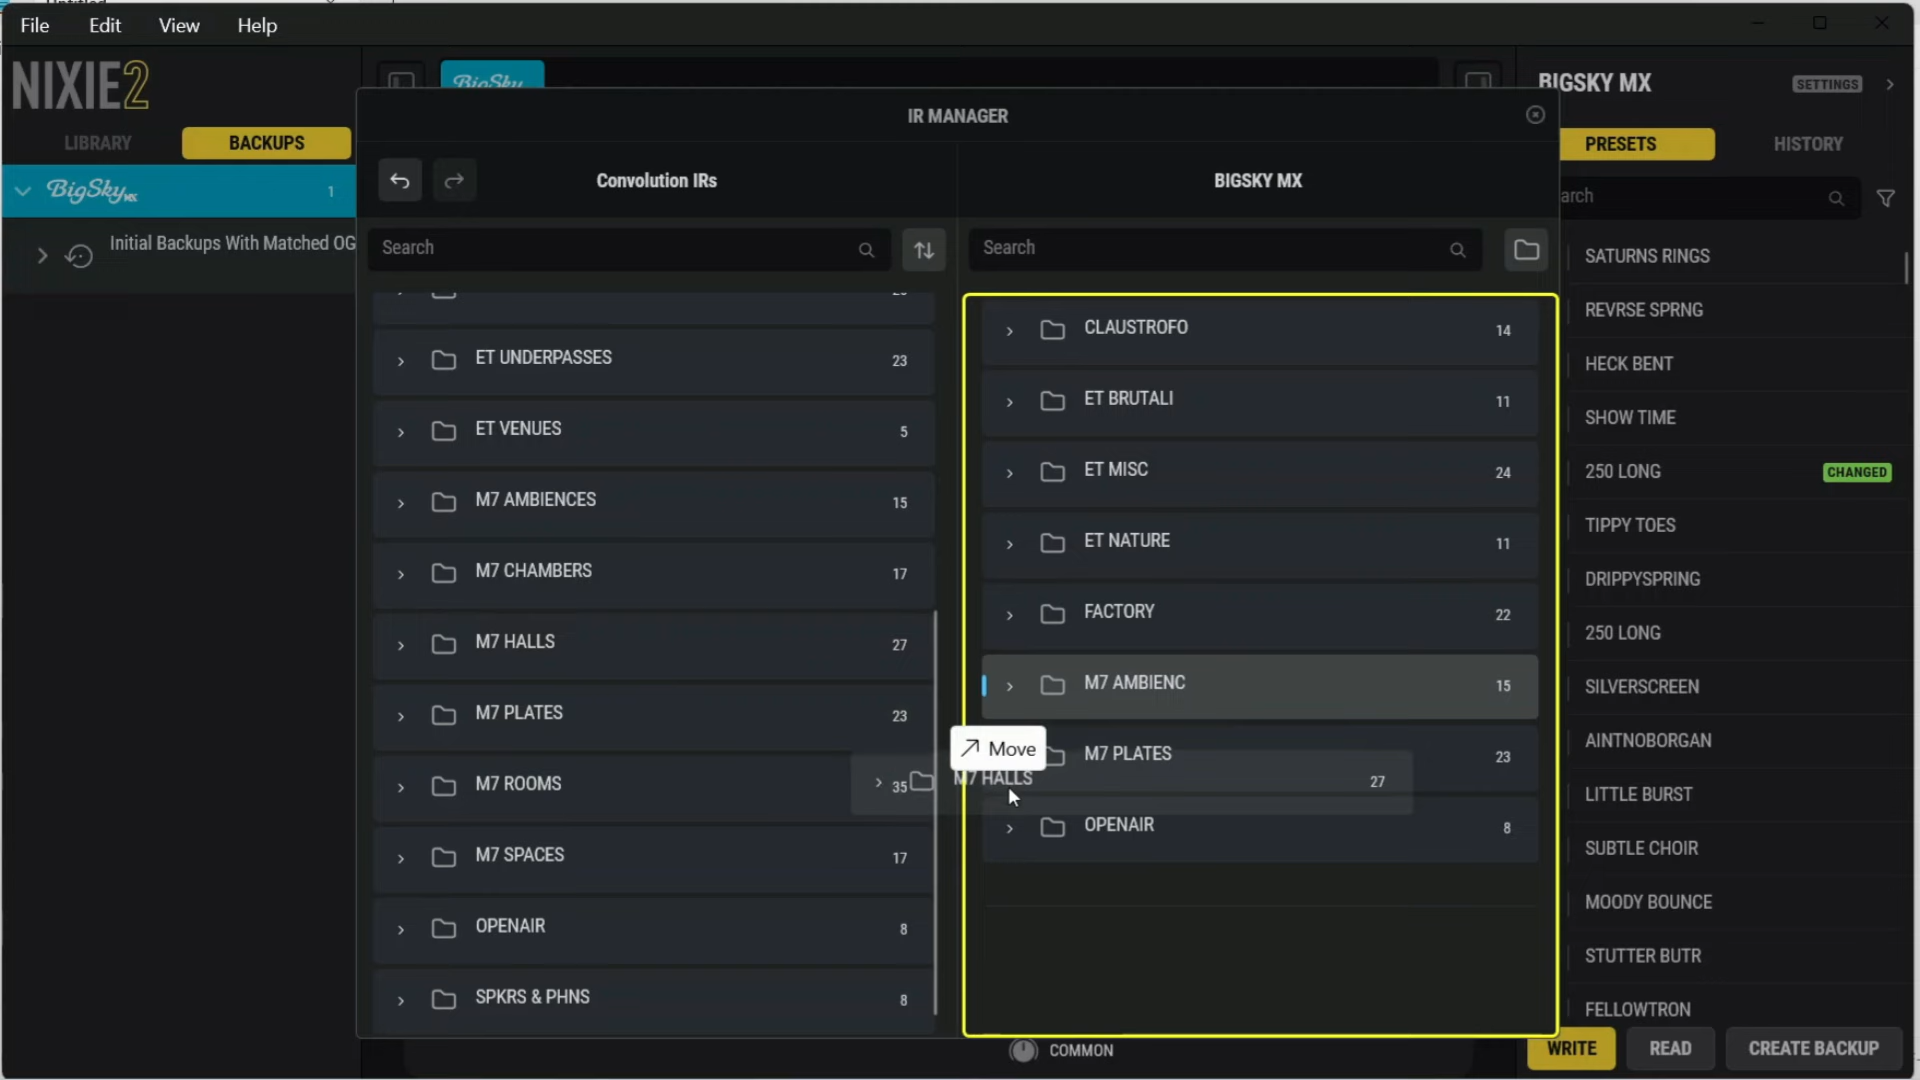 File Edit View Help
NIXIE2
LIBRARY BACKUPS
BigSky MX 1
Initial Backups With Matched OG
BigSky
IR MANAGER
Convolution IRs
Search
ET UNDERPASSES 23
ET VENUES 5
M7 AMBIENCES 15
M7 CHAMBERS 17
M7 HALLS 27
M7 PLATES 23
M7 ROOMS 35
M7 SPACES 17
OPENAIR 8
SPKRS & PHNS 8
BIGSKY MX
Search
CLAUSTROFO 14
ET BRUTALI 11
ET MISC 24
ET NATURE 11
FACTORY 22
M7 AMBIENC 15
Move
M7 PLATES 23
M7 HALLS 27
OPENAIR 8
COMMON
BIGSKY MX SETTINGS
PRESETS HISTORY
arch
SATURNS RINGS
REVRSE SPRNG
HECK BENT
SHOW TIME
250 LONG CHANGED
TIPPY TOES
DRIPPYSPRING
250 LONG
SILVERSCREEN
AINTNOBORGAN
LITTLE BURST
SUBTLE CHOIR
MOODY BOUNCE
STUTTER BUTR
FELLOWTRON
WRITE READ CREATE BACKUP